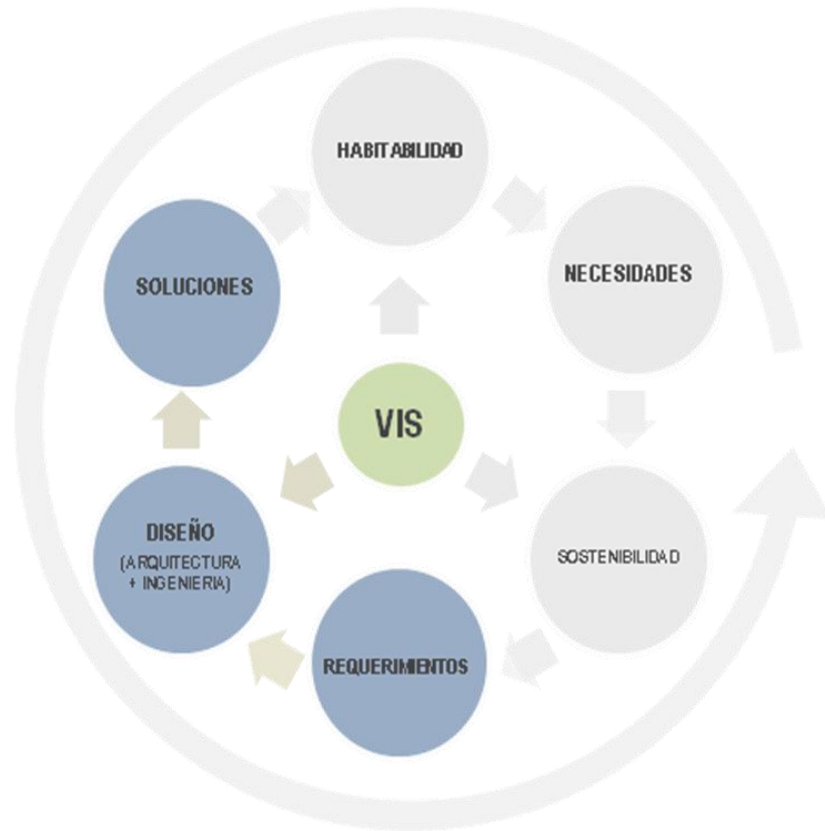 HABITABILIDAD
NECESIDADES
SOSTENIBILIDAD
REQUERIMIENTOS
DISEÑO
(ARQUITECTURA
+ INGENIERIA)
SOLUCIONES
VIS